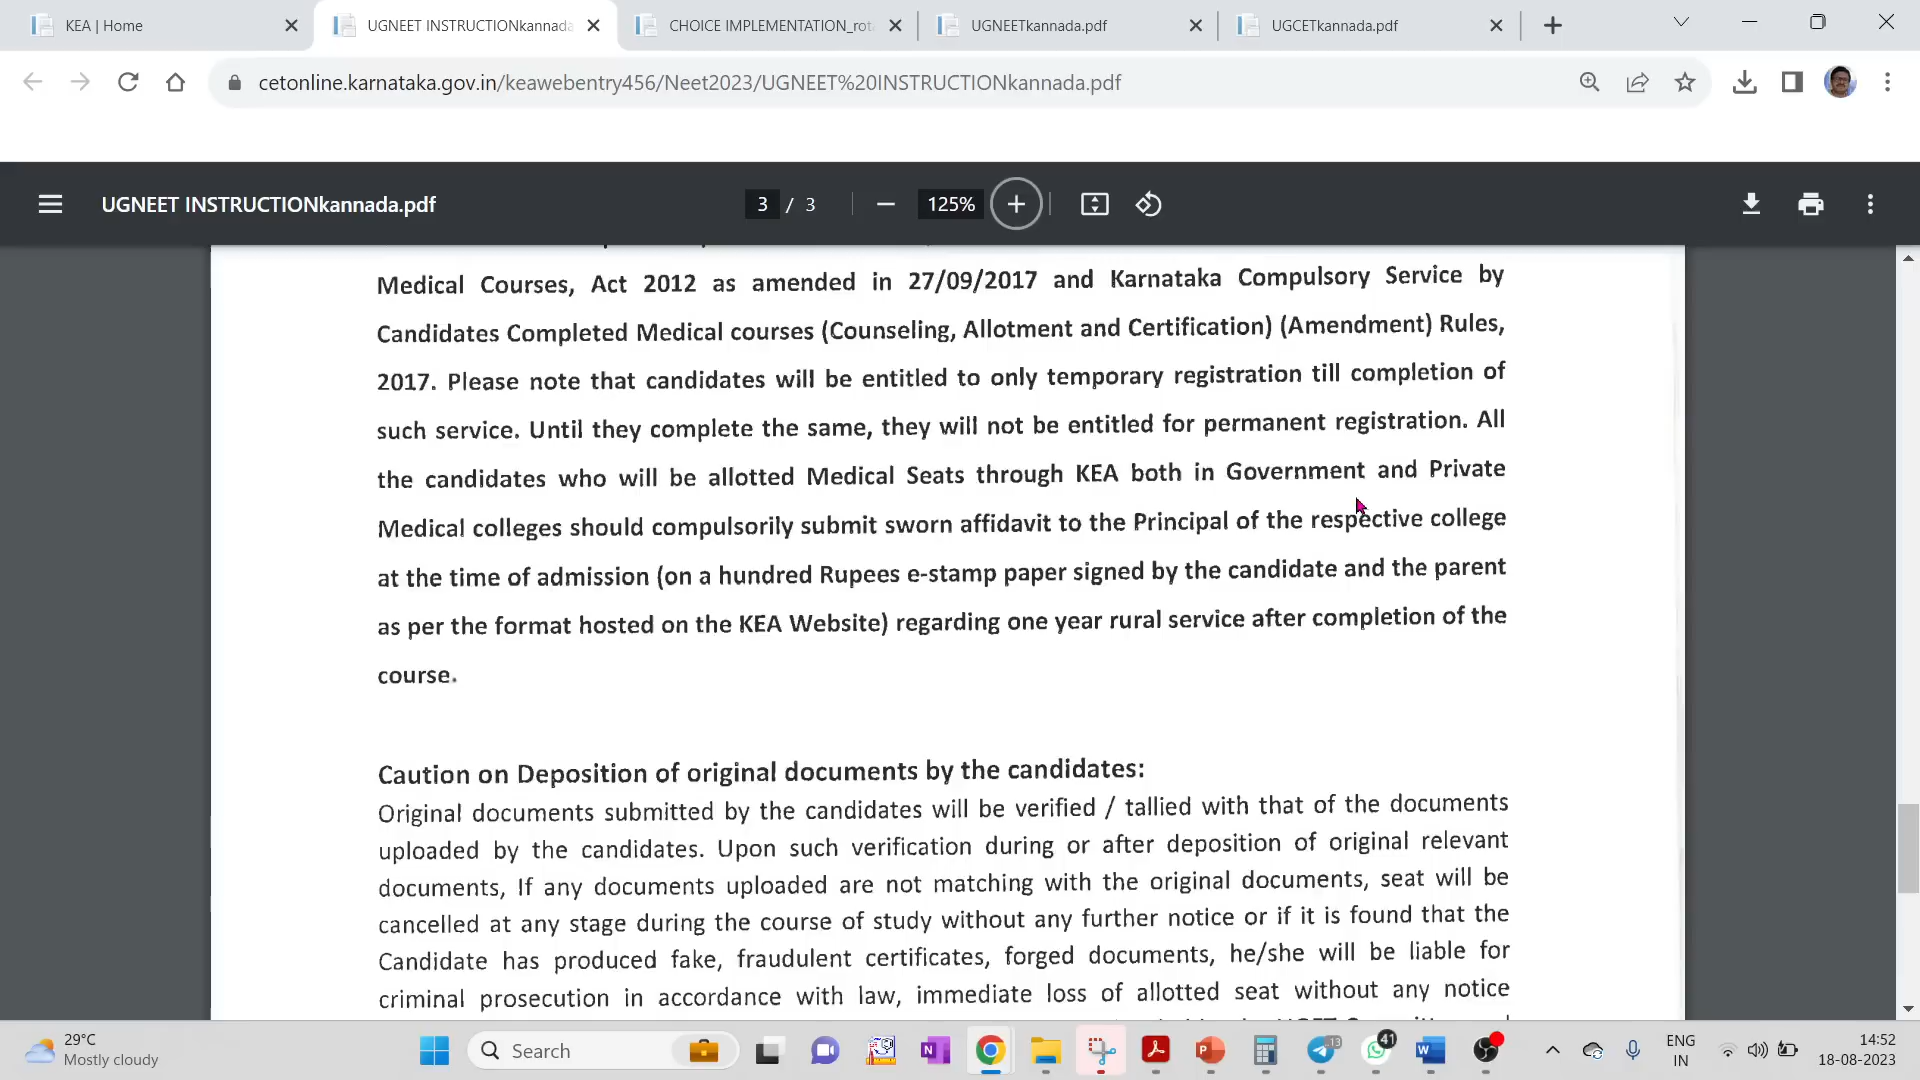 KEA | Home
UGNEET INSTRUCTIONkannada
CHOICE IMPLEMENTATION_rot
UGNEETkannada.pdf
UGCETkannada.pdf
cetonline.karnataka.gov.in/keawebentry456/Neet2023/UGNEET%20INSTRUCTIONkannada.pdf
UGNEET INSTRUCTIONkannada.pdf
3 / 3
125%
Medical Courses, Act 2012 as amended in 27/09/2017 and Karnataka Compulsory Service by
Candidates Completed Medical courses (Counseling, Allotment and Certification) (Amendment) Rules,
2017. Please note that candidates will be entitled to only temporary registration till completion of
such service. Until they complete the same, they will not be entitled for permanent registration. All
the candidates who will be allotted Medical Seats through KEA both in Government and Private
Medical colleges should compulsorily submit sworn affidavit to the Principal of the respective college
at the time of admission (on a hundred Rupees e-stamp paper signed by the candidate and the parent
as per the format hosted on the KEA Website) regarding one year rural service after completion of the
course.
Caution on Deposition of original documents by the candidates:
Original documents submitted by the candidates will be verified / tallied with that of the documents
uploaded by the candidates. Upon such verification during or after deposition of original relevant
documents, If any documents uploaded are not matching with the original documents, seat will be
cancelled at any stage during the course of study without any further notice or if it is found that the
Candidate has produced fake, fraudulent certificates, forged documents, he/she will be liable for
criminal prosecution in accordance with law, immediate loss of allotted seat without any notice
29°C
Mostly cloudy
Search
13
41
ENG
IN
14:52
18-08-2023